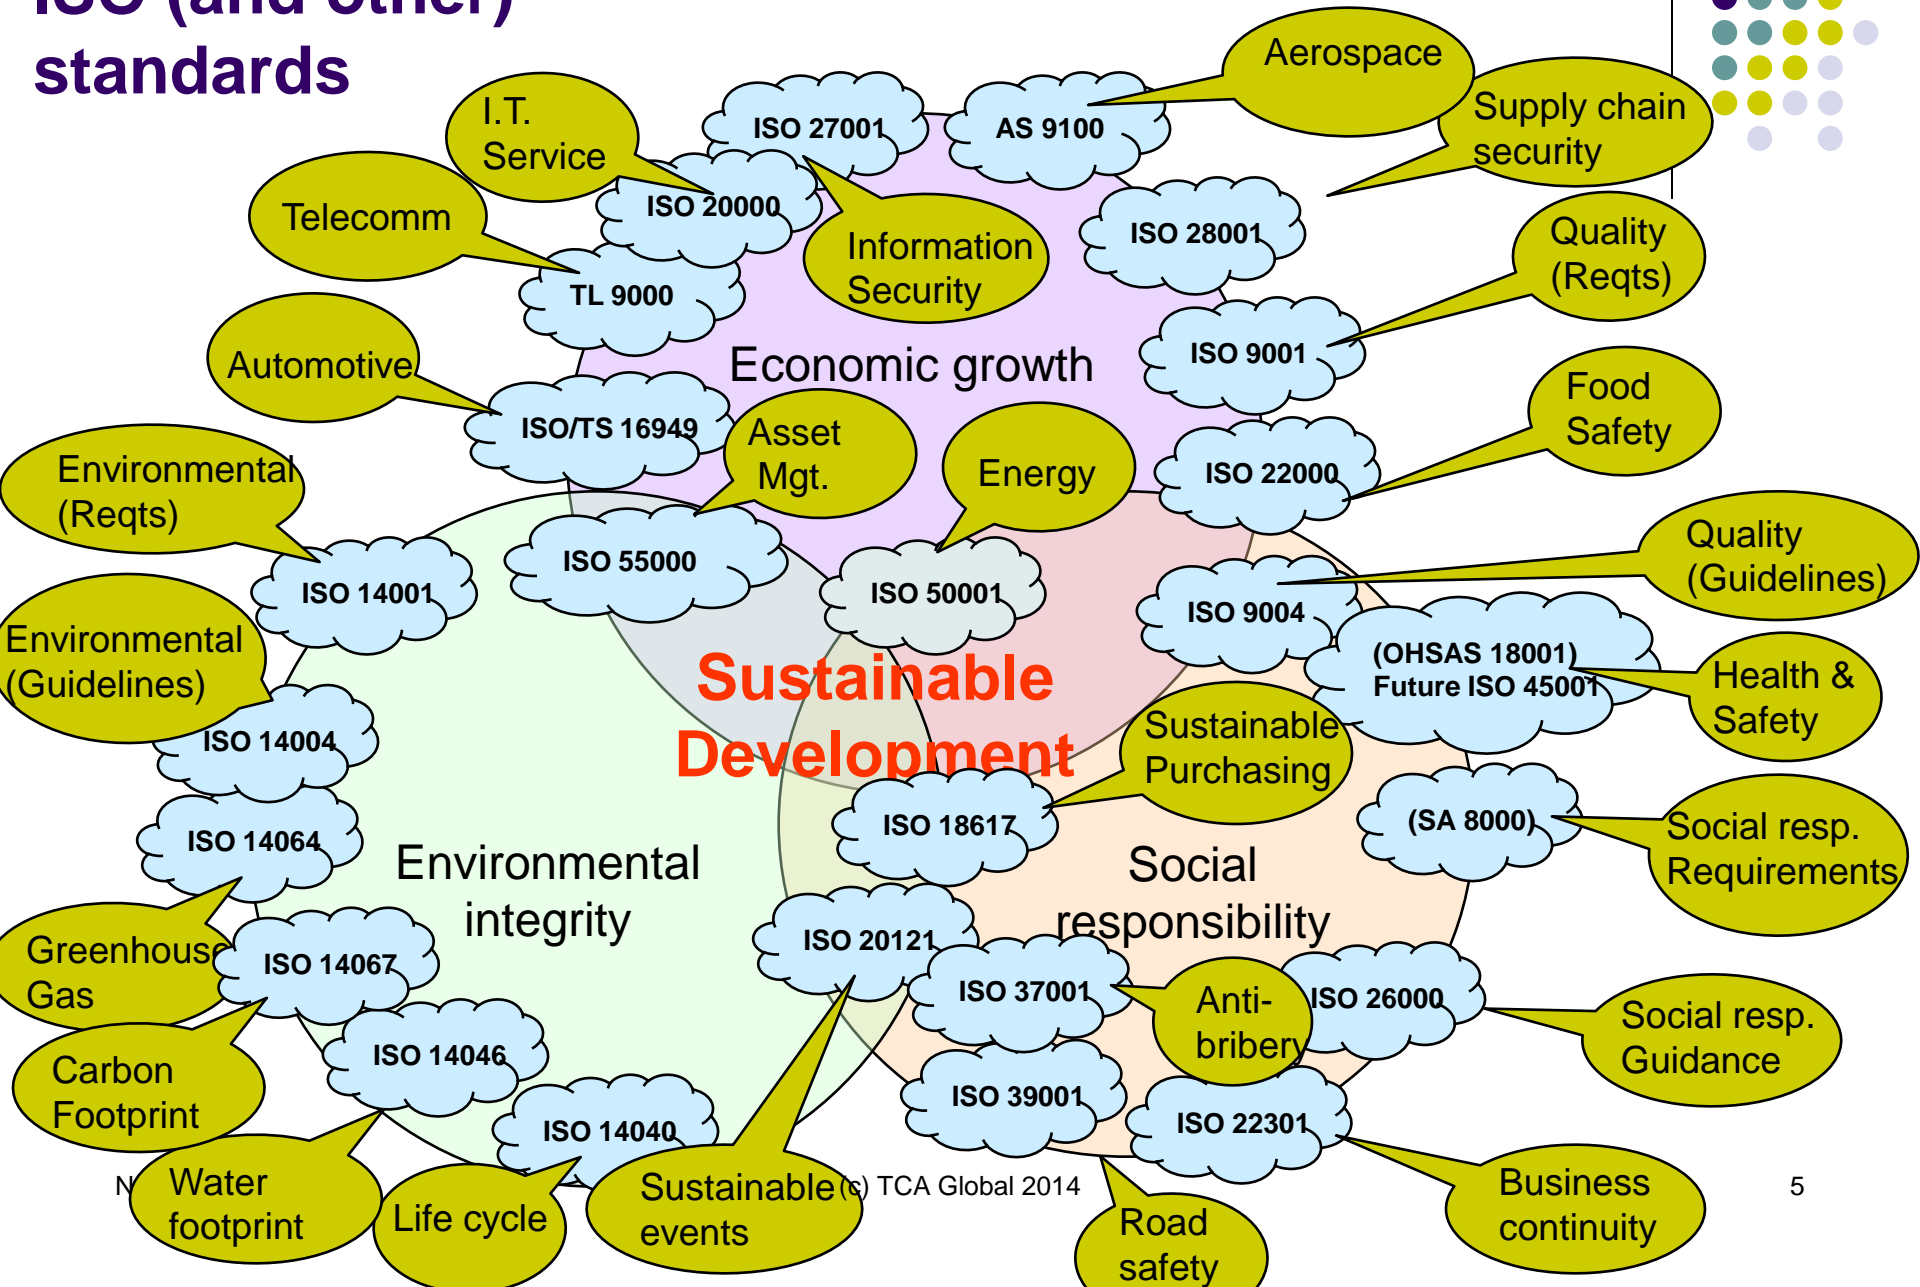 ISO (and other)
standards
Aerospace
I.T.
Service
ISO 27001
AS 9100
Supply chain
security
Telecomm
ISO 20000
Information
Security
ISO 28001
Quality
(Reqts)
TL 9000
Automotive
Economic growth
ISO 9001
Food
Safety
ISO/TS 16949
Asset
Mgt.
Energy
ISO 22000
Environmental
(Reqts)
ISO 55000
ISO 14001
ISO 50001
Quality
(Guidelines)
ISO 9004
Environmental
(Guidelines)
(OHSAS 18001)
Future ISO 45001
Health &
Safety
Sustainable
Development
Sustainable
Purchasing
ISO 14004
ISO 14064
ISO 18617
(SA 8000)
Social resp.
Requirements
Environmental
integrity
Social
responsibility
Greenhouse
Gas
ISO 14067
ISO 20121
ISO 37001
Anti-
bribery
ISO 26000
Social resp.
Guidance
Carbon
Footprint
ISO 14046
ISO 39001
ISO 14040
ISO 22301
Water
footprint
Life cycle
Sustainable
events
(c) TCA Global 2014
Road
safety
Business
continuity
5